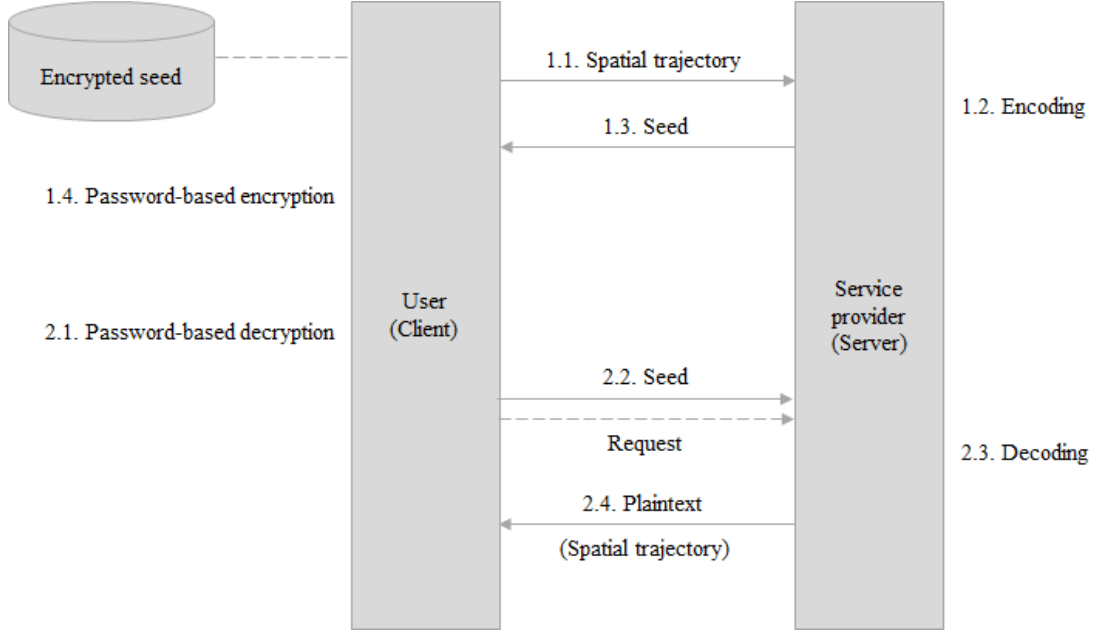 Encrypted seed
1.1. Spatial trajectory
1.2. Encoding
1.3. Seed
1.4. Password-based encryption
User
(Client)
Service
provider
(Server)
2.1. Password-based decryption
2.2. Seed
Request
2.3. Decoding
2.4. Plaintext
(Spatial trajectory)